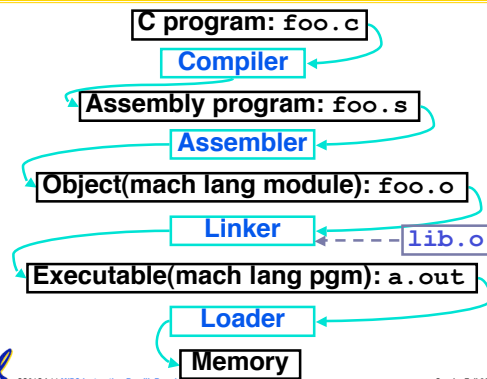 C program: foo.c
Compiler
Assembly program: foo.s
Assembler
Object(mach lang module): foo.o
Linker
lib.o
Executable(mach lang pgm): a.out
Loader
Memory